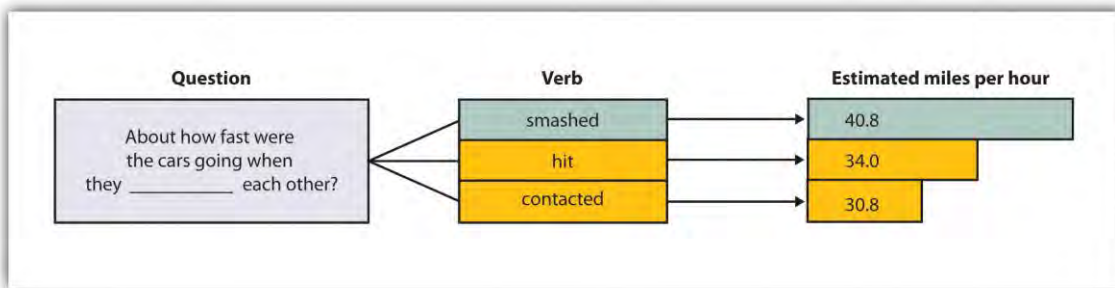 Question
Verb
Estimated miles per hour
About how fast were
the cars going when
they __________ each other?
smashed
hit
contacted
40.8
34.0
30.8